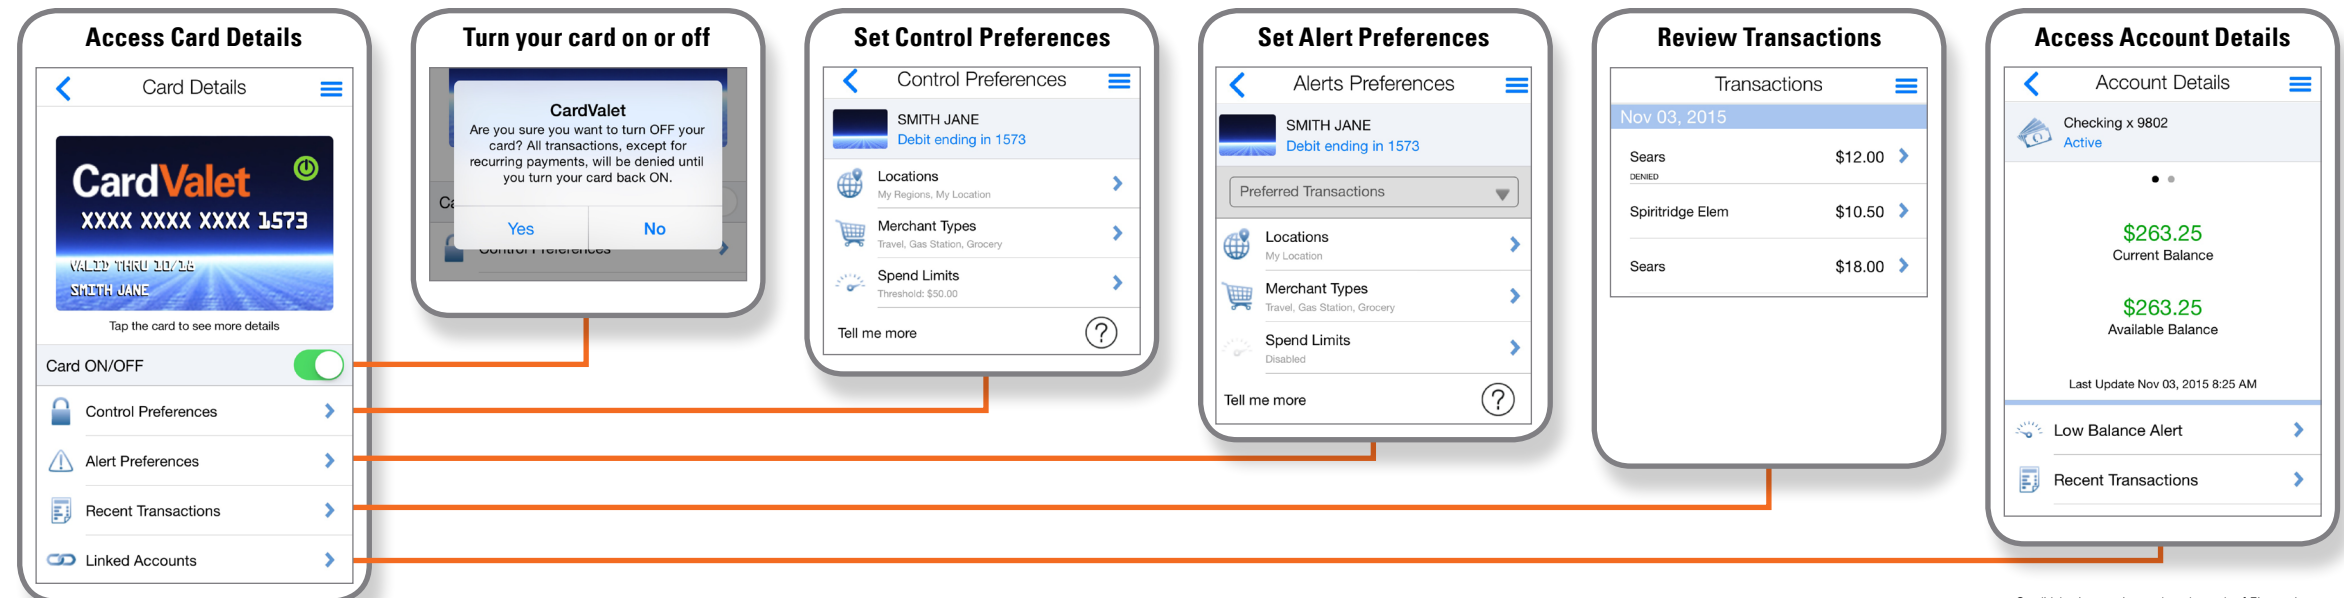 Access Card Details
Card Details
CardValet
XXXX XXXX XXXX 1573
VALID THRU 10/18
SMITH JANE
Tap the card to see more details
Card ON/OFF
Control Preferences
Alert Preferences
Recent Transactions
Linked Accounts
Turn your card on or off
CardValet
Are you sure you want to turn OFF your
card? All transactions, except for
recurring payments, will be denied until
you turn your card back ON.
Yes
No
Control Preferences
Set Control Preferences
Control Preferences
SMITH JANE
Debit ending in 1573
Locations
My Regions, My Location
Merchant Types
Travel, Gas Station, Grocery
Spend Limits
Threshold: $50.00
Tell me more
?
Set Alert Preferences
Alerts Preferences
SMITH JANE
Debit ending in 1573
Preferred Transactions
Locations
My Location
Merchant Types
Travel, Gas Station, Grocery
Spend Limits
Disabled
Tell me more
?
Review Transactions
Transactions
Nov 03, 2015
Sears $12.00
DENIED
Spiritridge Elem $10.50
Sears $18.00
Access Account Details
Account Details
Checking x 9802
Active
$263.25
Current Balance
$263.25
Available Balance
Last Update Nov 03, 2015 8:25 AM
Low Balance Alert
Recent Transactions